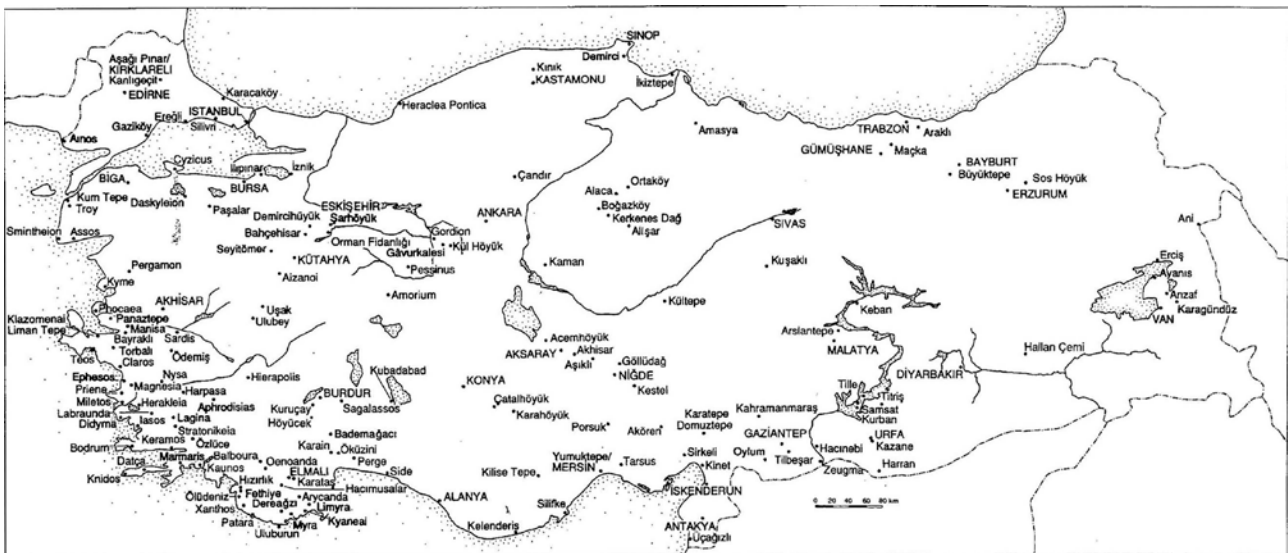 SINOP
Demirci
Kınık
KASTAMONU
İkiztepe
Aşağı Pınar/
KIRKLARELİ
Kanlıgeçit
EDİRNE
Karacaköy
Heraclea Pontica
Ereğli
ISTANBUL
Silivri
Gaziköy
Aınos
Amasya
TRABZON
Araklı
GÜMÜŞHANE
Maçka
BAYBURT
Büyüktepe
Sos Höyük
ERZURUM
Cyzicus
Ilıpınar
İznik
BURSA
BİGA
Daskyleion
Kum Tepe
Troy
Paşalar
Çandır
Ortaköy
Alaca
Boğazköy
Kerkenes Dağ
Alişar
ESKİŞEHİR
Demircihüyük
Şarhöyük
Bahçehisar
ANKARA
SIVAS
Ani
Smintheion
Assos
Seyitömer
Orman Fidanlığı
Gordion
Kül Höyük
Gâvurkalesi
KÜTAHYA
Pessinus
Aizanoi
Kaman
Kuşaklı
Erciş
Ayanıs
Anzaf
Karagündüz
VAN
Pergamon
Kyme
Amorium
Kültepe
Keban
AKHİSAR
Uşak
Ulubey
Phocaea
Panaztepe
Klazomenai
Liman Tepe
Manisa
Bayraklı
Sardis
Arslantepe
MALATYA
Acemhöyük
AKSARAY
Akhisar
Aşıklı
Göllüdağ
NİĞDE
Kestel
Hallan Çemi
DİYARBAKIR
Torbalı
Teos
Claros
Ödemiş
Kubadabad
KONYA
Ephesos
Nysa
Hierapolis
Priene
Magnesia
Harpasa
BURDUR
Miletos
Herakleia
Aphrodisias
Kuruçay
Sagalassos
Höyücek
Çatalhöyük
Karahöyük
Tille
Titriş
Samsat
Kurban
Labraunda
Didyma
Iasos
Lagina
Stratonikeia
Kahramanmaraş
Karatepe
Domuztepe
Porsuk
Akören
URFA
Kazane
GAZİANTEP
Hacınebi
Keramos
Özlüce
Bademağacı
Karain
Öküzini
Bodrum
Marmaris
Balboura
Datça
Kaunos
Oenoanda
Perge
Side
Yumuktepe/
MERSİN
Tarsus
Sirkeli
Kinet
Oylum
Tilbeşar
Zeugma
Harran
Knidos
Hızırlık
ELMALI
Karataş
Hacımusalar
Kilise Tepe
İSKENDERUN
Ölüdeniz
Fethiye
Arycanda
Xanthos
Dereağzı
Limyra
ALANYA
Silifke
Patara
Myra
Kyaneai
Uluburun
Kelenderis
ANTAKYA
Üçağızlı
0 20 40 60 80 km